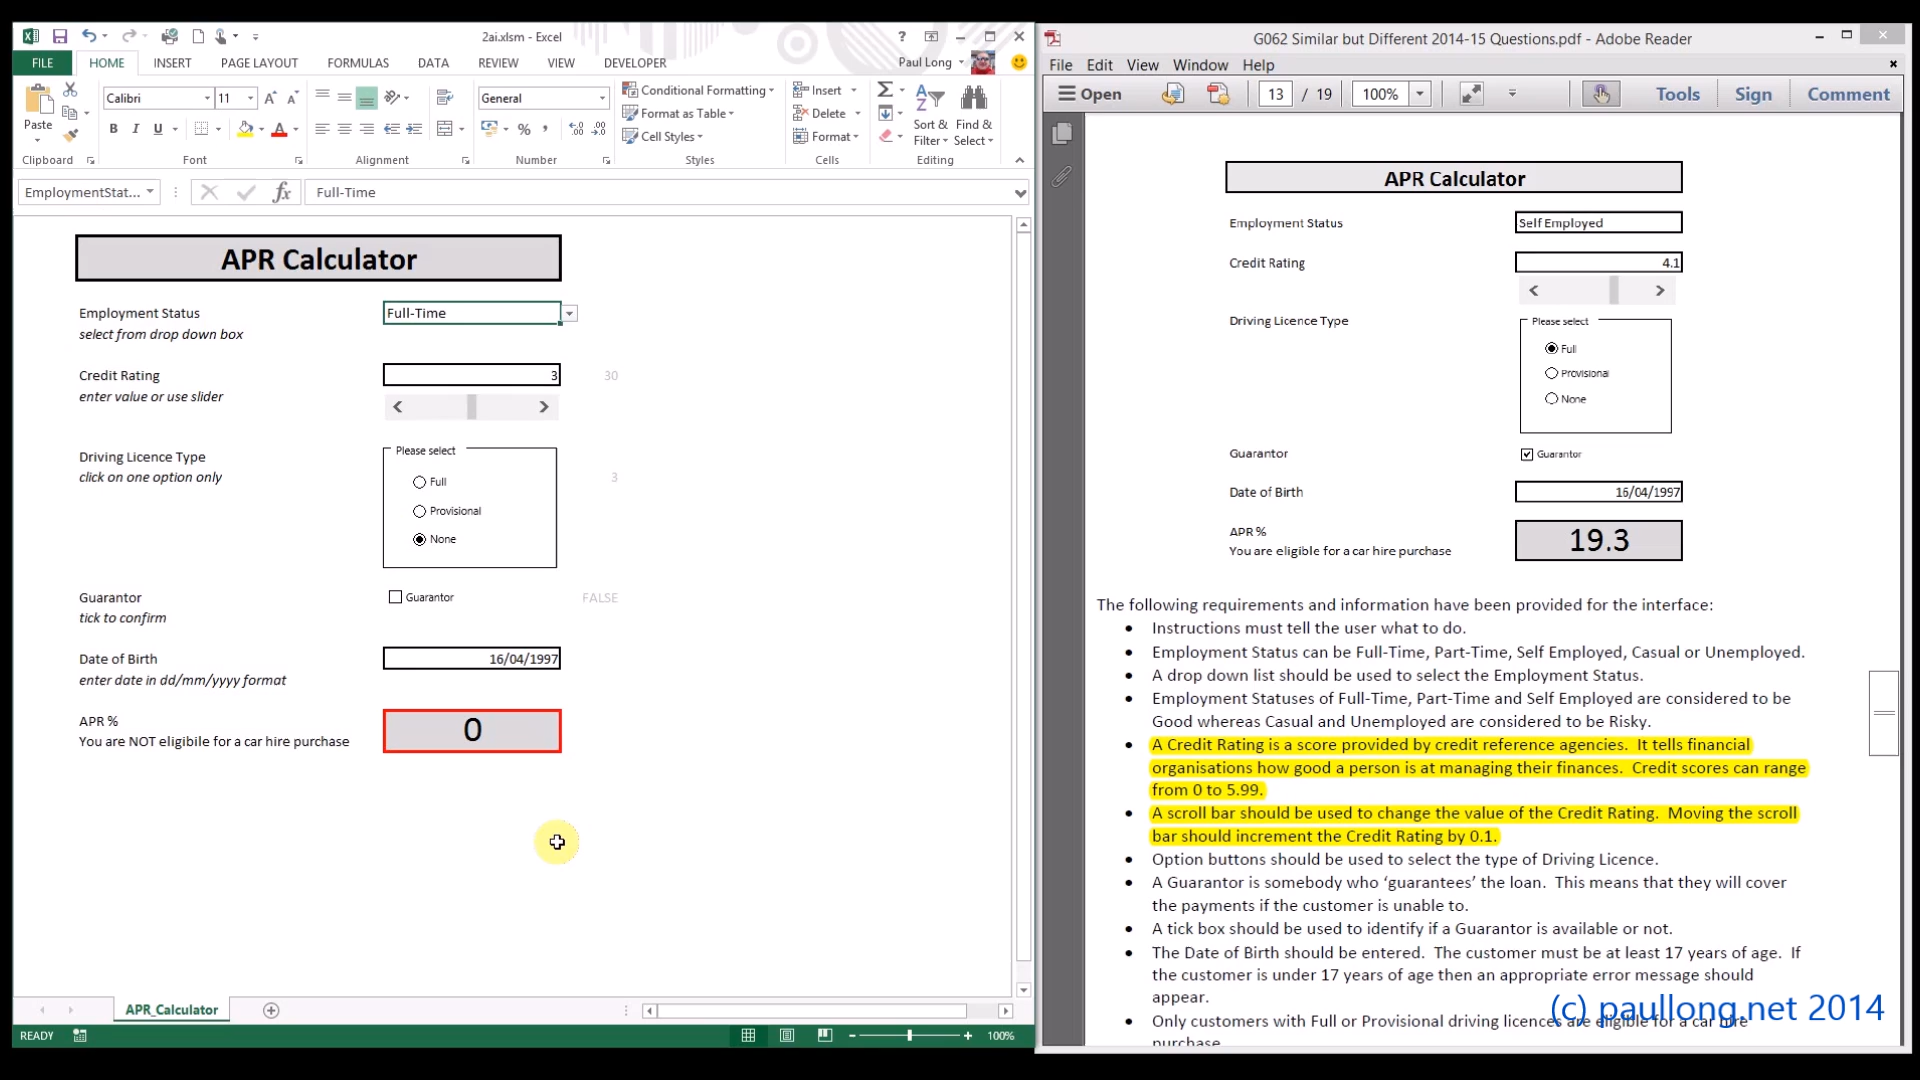 2ai.xlsm - Excel
?
FILE
HOME
INSERT
PAGE LAYOUT
FORMULAS
DATA
REVIEW
VIEW
DEVELOPER
Paul Long
Paste
Calibri
11
General
B I U
Conditional Formatting
Format as Table
Cell Styles
Insert
Delete
Format
Sort & Filter
Find & Select
Clipboard
Font
Alignment
Number
Styles
Cells
Editing
EmploymentStat...
fx
Full-Time
APR Calculator
Employment Status
Full-Time
select from drop down box
Credit Rating
3
30
enter value or use slider
Driving Licence Type
click on one option only
Please select
Full
3
Provisional
None
Guarantor
Guarantor
FALSE
tick to confirm
Date of Birth
16/04/1997
enter date in dd/mm/yyyy format
APR %
0
You are NOT eligibile for a car hire purchase
APR_Calculator
READY
100%
G062 Similar but Different 2014-15 Questions.pdf - Adobe Reader
File Edit View Window Help
Open
13 / 19
100%
Tools
Sign
Comment
APR Calculator
Employment Status
Self Employed
Credit Rating
4.1
Driving Licence Type
Please select
Full
Provisional
None
Guarantor
Guarantor
Date of Birth
16/04/1997
APR %
19.3
You are eligible for a car hire purchase
The following requirements and information have been provided for the interface:
• Instructions must tell the user what to do.
• Employment Status can be Full-Time, Part-Time, Self Employed, Casual or Unemployed.
• A drop down list should be used to select the Employment Status.
• Employment Statuses of Full-Time, Part-Time and Self Employed are considered to be
Good whereas Casual and Unemployed are considered to be Risky.
• A Credit Rating is a score provided by credit reference agencies. It tells financial
organisations how good a person is at managing their finances. Credit scores can range
from 0 to 5.99.
• A scroll bar should be used to change the value of the Credit Rating. Moving the scroll
bar should increment the Credit Rating by 0.1.
• Option buttons should be used to select the type of Driving Licence.
• A Guarantor is somebody who ‘guarantees’ the loan. This means that they will cover
the payments if the customer is unable to.
• A tick box should be used to identify if a Guarantor is available or not.
• The Date of Birth should be entered. The customer must be at least 17 years of age. If
the customer is under 17 years of age then an appropriate error message should
appear.
• Only customers with Full or Provisional driving licences are eligible for a car hire
purchase
(c) paullong.net 2014